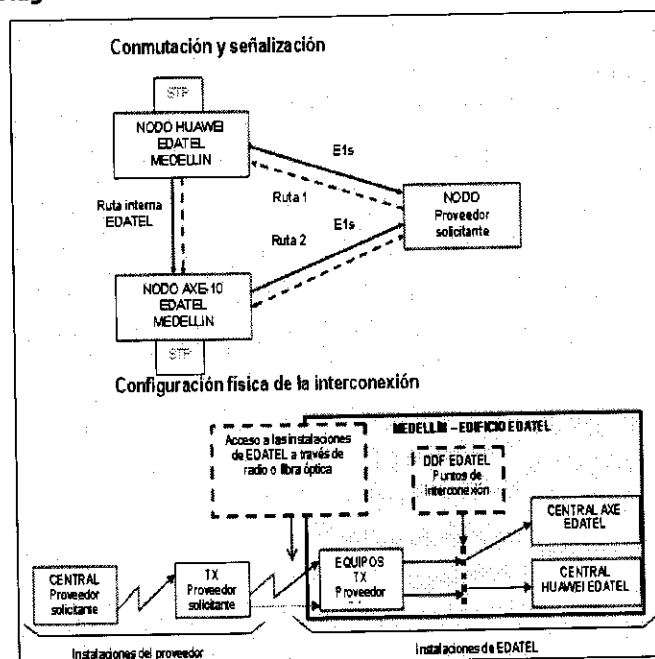 Conmutación y señalización
STP
NODO HUAWEI
EDATEL
MEDELLIN
E1s
Ruta 1
NODO
Proveedor
solicitante
Ruta interna
EDATEL
Ruta 2
E1s
NODO AXE-10
EDATEL
MEDELLIN
STP
Configuración física de la interconexión
MEDELLIN – EDIFICIO EDATEL
Acceso a las instalaciones
de EDATEL a través de
radio o fibra óptica
DDF EDATEL
Puntos de
interconexión
CENTRAL AXE
EDATEL
CENTRAL
Proveedor
solicitante
TX
Proveedor
solicitante
EQUIPOS
TX
Proveedor
CENTRAL
HUAWEI EDATEL
Instalaciones del proveedor
Instalaciones de EDATEL